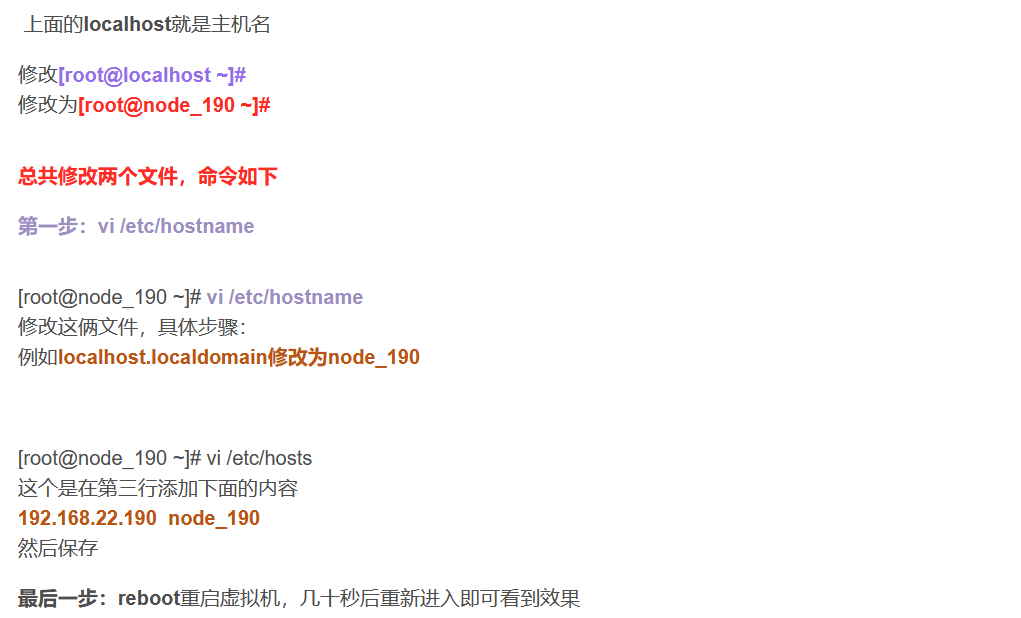 上面的localhost就是主机名
修改[root@localhost ~]#
修改为[root@node_190 ~]#
总共修改两个文件，命令如下
第一步：vi /etc/hostname
[root@node_190 ~]# vi /etc/hostname
修改这俩文件，具体步骤：
例如localhost.localdomain修改为node_190
[root@node_190 ~]# vi /etc/hosts
这个是在第三行添加下面的内容
192.168.22.190  node_190
然后保存
最后一步：reboot重启虚拟机，几十秒后重新进入即可看到效果